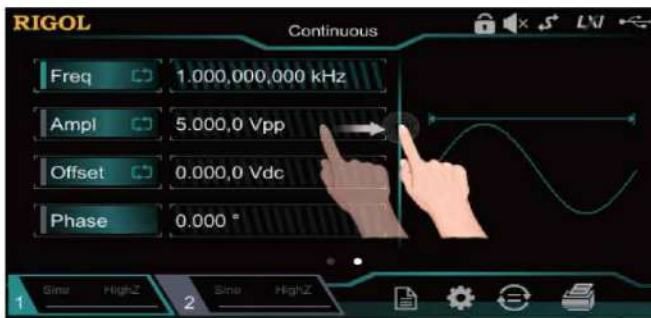 RIGOL
Continuous
LXI
Freq 1.000,000,000 kHz
Ampl 5.000,0 Vpp
Offset 0.000,0 Vdc
Phase 0.000 °
1 Sine HighZ 2 Sine HighZ